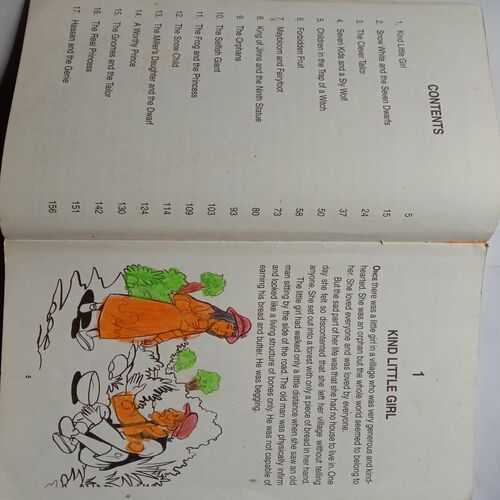 CONTENTS
1. Kind Little Girl 5
2. Snow White and the Seven Dwarfs 15
3. The Clever Tailor 24
4. Seven Kids and a Sly Wolf 37
5. Children in the Trap of a Witch 50
6. Forbidden Fruit 58
7. Maybloom and Fairyfoot 73
8. King of Jinns and the Ninth Statue 80
9. The Orphans 93
10. The Selfish Giant 103
11. The Frog and the Princess 109
12. The Snow Child 114
13. The Miller's Daughter and the Dwarf 124
14. A Worthy Prince 130
15. The Gnomes and the Tailor 142
16. The Real Princess 151
17. Hassan and the Genie 156
1
KIND LITTLE GIRL
ONCE there was a little girl in a village who was very generous and kind-
hearted. She was an orphan but the whole world seemed to belong to
her. She loved everyone and was loved by everyone.
But the sad part of her life was that she had no house to live in. One
day she felt so discontented that she left her village without telling
anyone. She set out into a forest with only a piece of bread in her hand.
The little girl had walked only a little distance when she saw an old
man sitting by the side of the road. The old man was physically infirm
and looked like a living structure of bones only. He was not capable of
earning his bread and butter. He was begging.
5